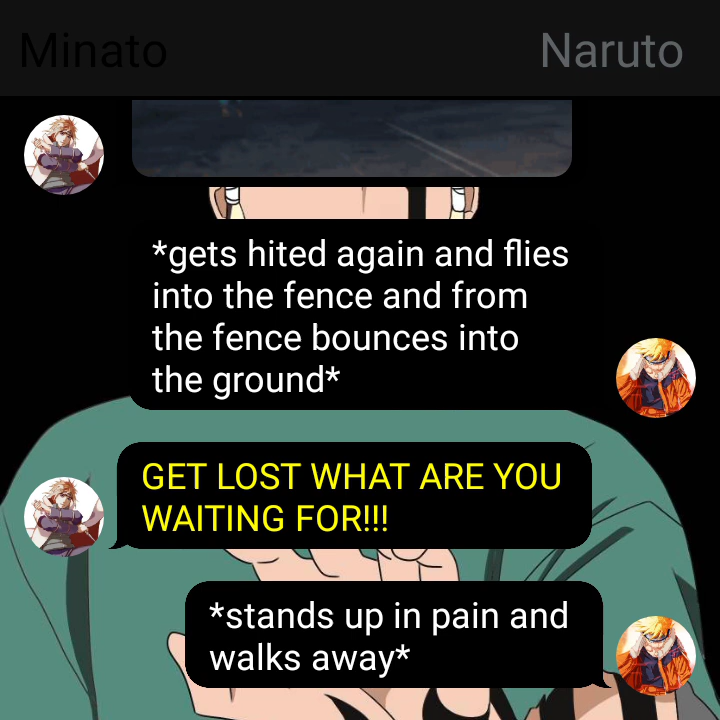 Minato
Naruto
*gets hited again and flies
into the fence and from
the fence bounces into
the ground*
GET LOST WHAT ARE YOU
WAITING FOR!!!
*stands up in pain and
walks away*